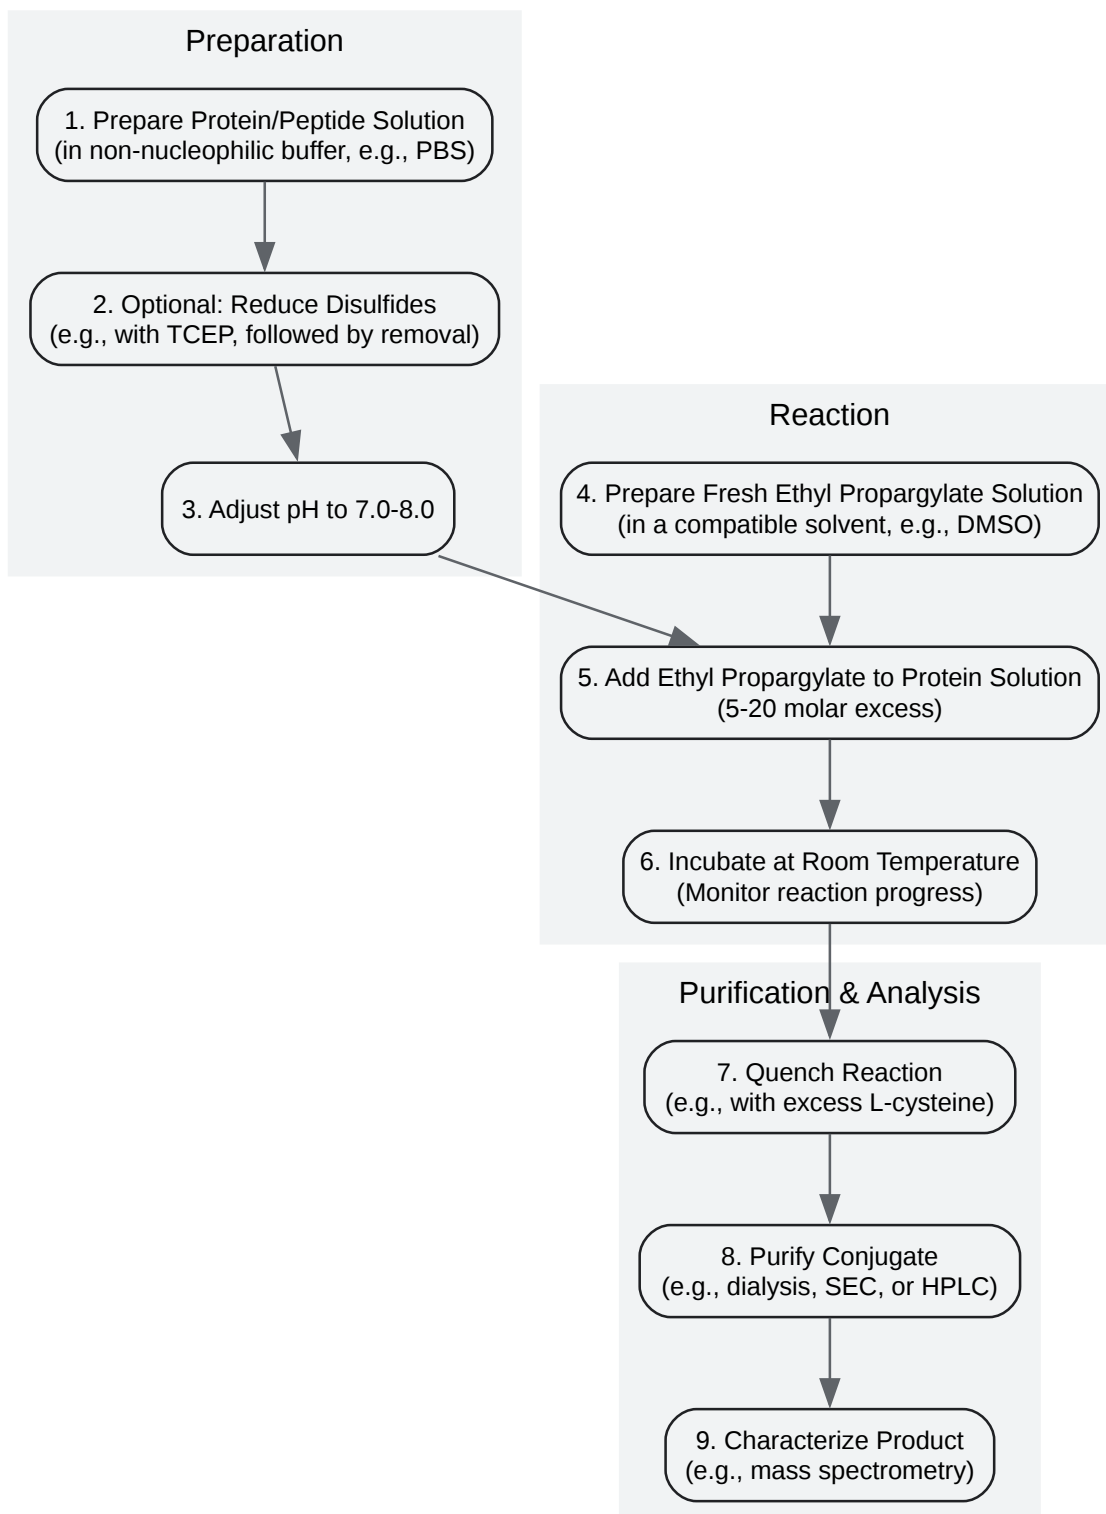 Preparation
1. Prepare Protein/Peptide Solution
(in non-nucleophilic buffer, e.g., PBS)
2. Optional: Reduce Disulfides
(e.g., with TCEP, followed by removal)
3. Adjust pH to 7.0-8.0
Reaction
4. Prepare Fresh Ethyl Propargylate Solution
(in a compatible solvent, e.g., DMSO)
5. Add Ethyl Propargylate to Protein Solution
(5-20 molar excess)
6. Incubate at Room Temperature
(Monitor reaction progress)
Purification & Analysis
7. Quench Reaction
(e.g., with excess L-cysteine)
8. Purify Conjugate
(e.g., dialysis, SEC, or HPLC)
9. Characterize Product
(e.g., mass spectrometry)